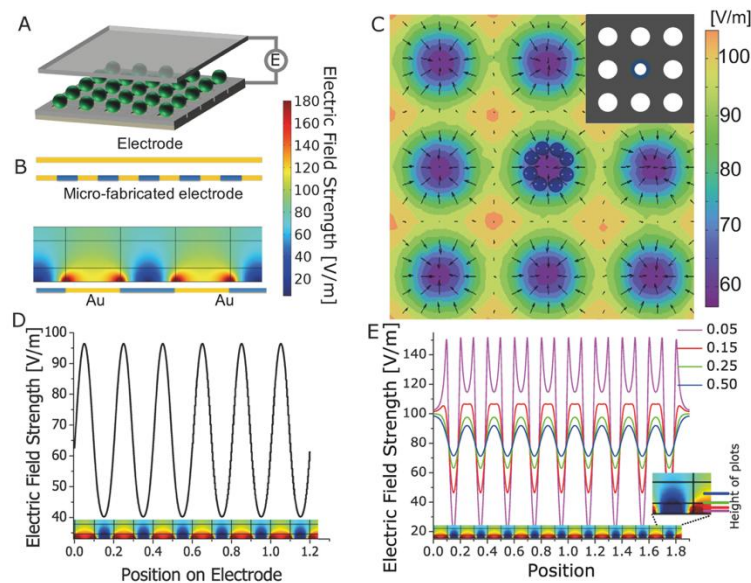 A
E
Electrode
B
Micro-fabricated electrode
Au Au
Electric Field Strength [V/m]
180
160
140
120
100
80
60
40
20
C
[V/m]
100
90
80
70
60
D
Electric Field Strength [V/m]
100
90
80
70
60
50
40
0.0 0.2 0.4 0.6 0.8 1.0 1.2
Position on Electrode
E
0.05
0.15
0.25
0.50
Electric Field Strength [V/m]
140
120
100
80
60
40
20
Height of plots
0.0 0.2 0.4 0.6 0.8 1.0 1.2 1.4 1.6 1.8
Position